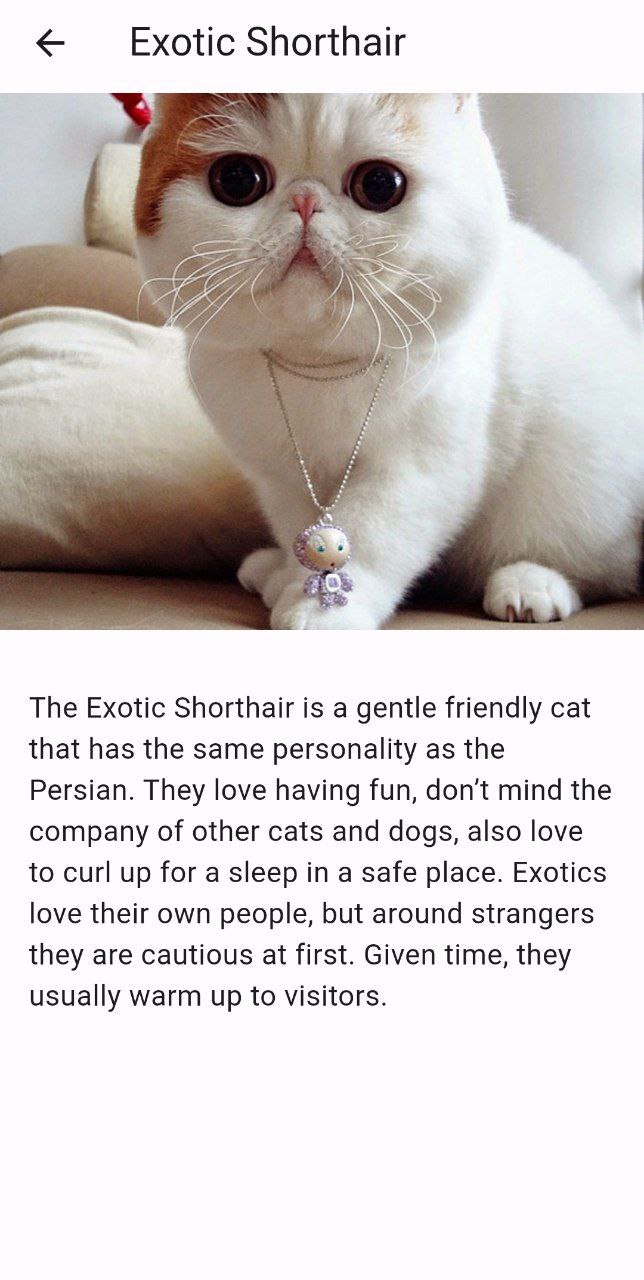 Exotic Shorthair
The Exotic Shorthair is a gentle friendly cat
that has the same personality as the
Persian. They love having fun, don’t mind the
company of other cats and dogs, also love
to curl up for a sleep in a safe place. Exotics
love their own people, but around strangers
they are cautious at first. Given time, they
usually warm up to visitors.